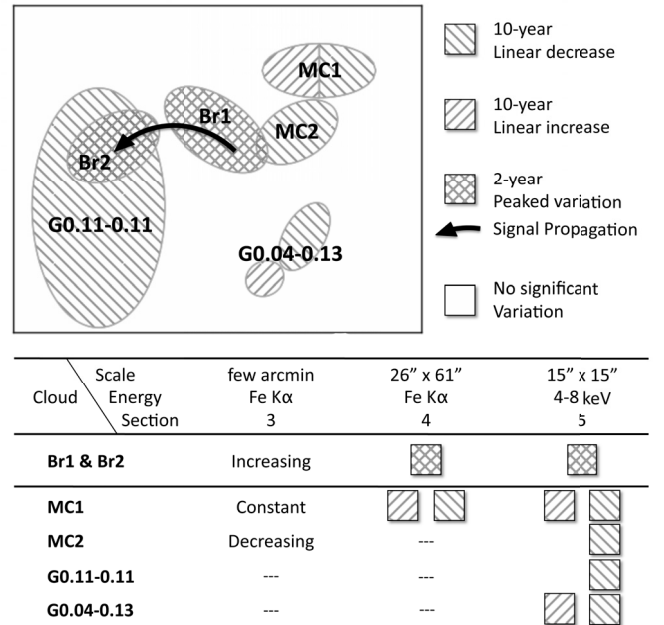 MC1
Br1
MC2
Br2
G0.11-0.11
G0.04-0.13
10-year
Linear decrease
10-year
Linear increase
2-year
Peaked variation
Signal Propagation
No significant
Variation
Scale few arcmin 26” x 61” 15” x 15”
Cloud Energy Fe Kα Fe Kα 4-8 keV
Section 3 4 5
Br1 & Br2 Increasing
MC1 Constant
MC2 Decreasing ---
G0.11-0.11 --- ---
G0.04-0.13 --- ---